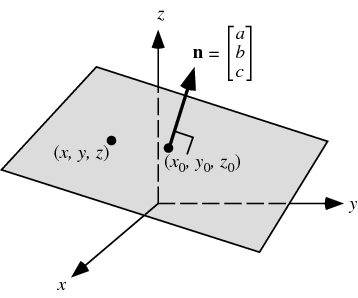 z
n = [a b c]
(x, y, z)
(x₀, y₀, z₀)
y
x